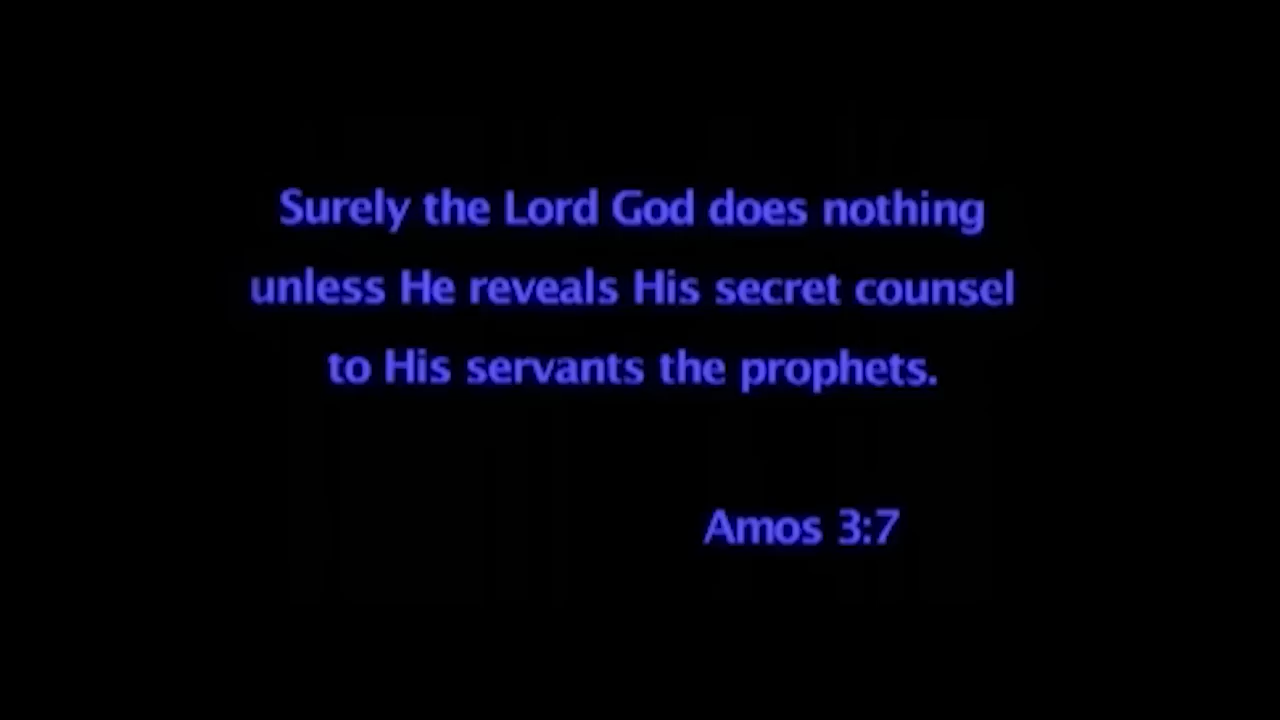 Surely the Lord God does nothing
unless He reveals His secret counsel
to His servants the prophets.
Amos 3:7